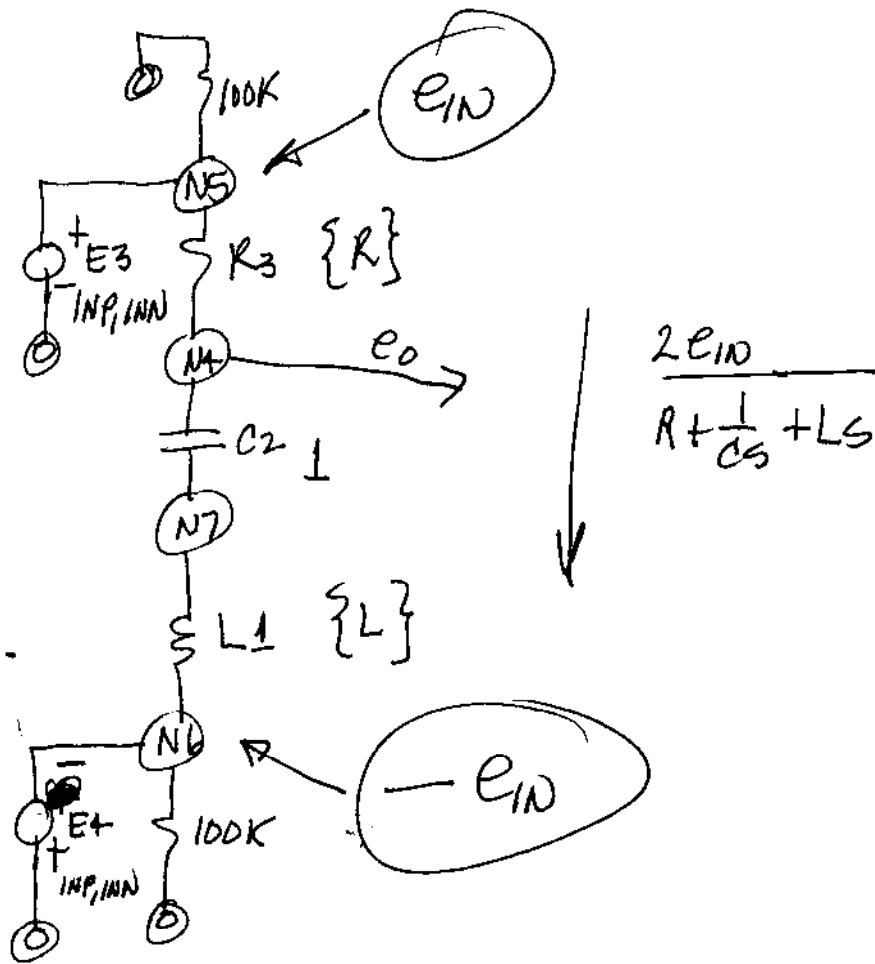 100K
e_IN
N5
+ E3
-
INP,INN
R3 {R}
N4
e_o
C2 1
N7
L1 {L}
N6
- e_IN
-
E4
+
INP,INN
100K
2e_IN
R + 1/CS + LS